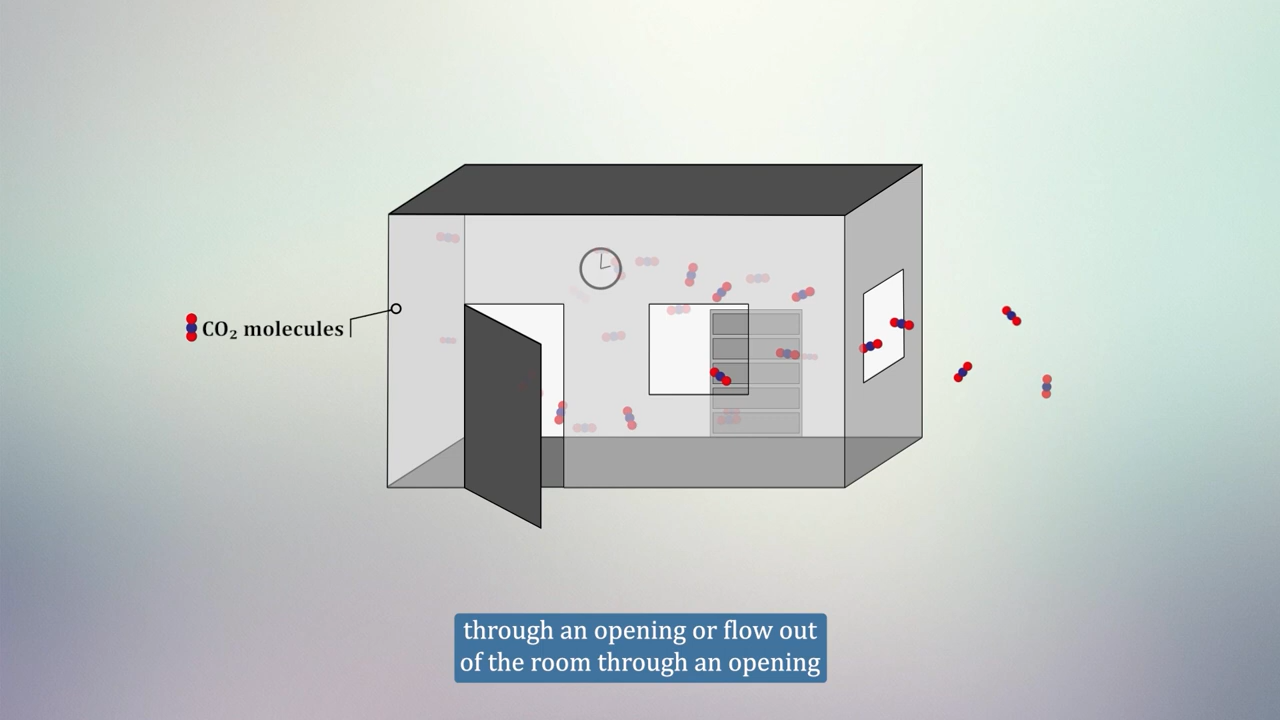 CO₂ molecules
through an opening or flow out
of the room through an opening